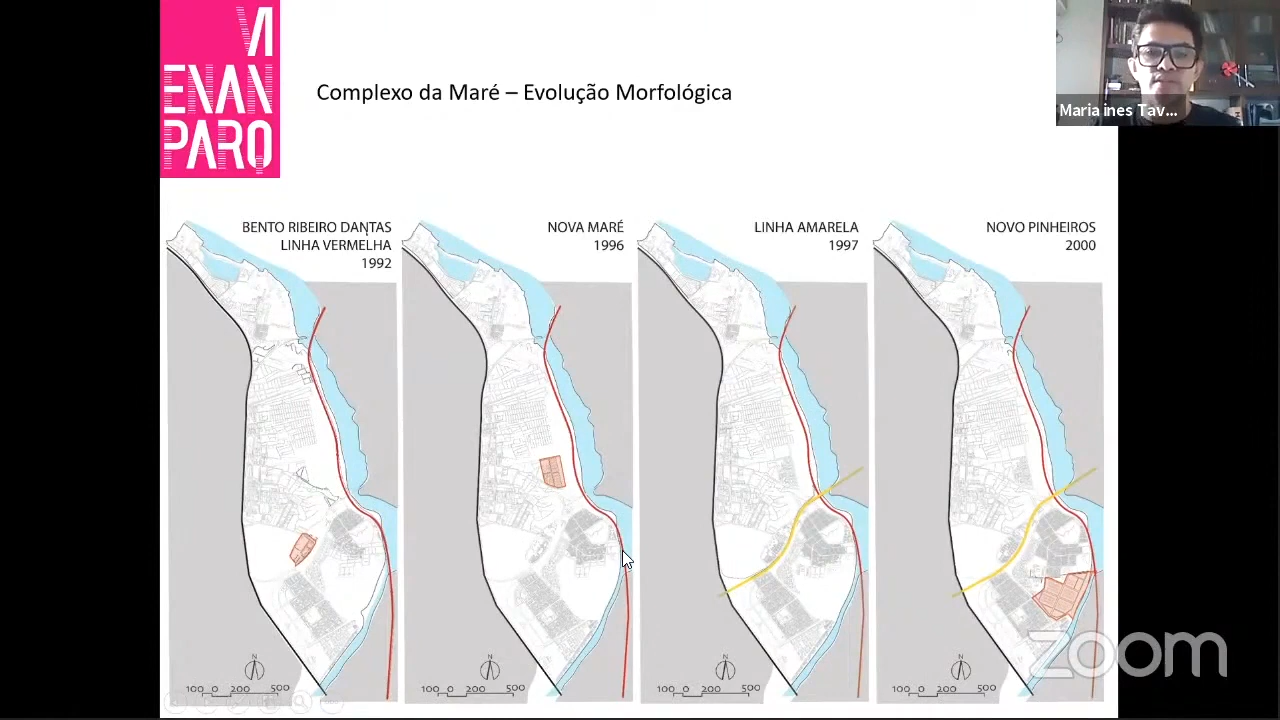 VI
ENAN
PARQ
Complexo da Maré – Evolução Morfológica
Maria ines Tav...
BENTO RIBEIRO DANTAS
LINHA VERMELHA
1992
NOVA MARÉ
1996
LINHA AMARELA
1997
NOVO PINHEIROS
2000
N
100 0 200 500
N
100 0 200 500
N
100 0 200 500
N
100 0 200 500
zoom